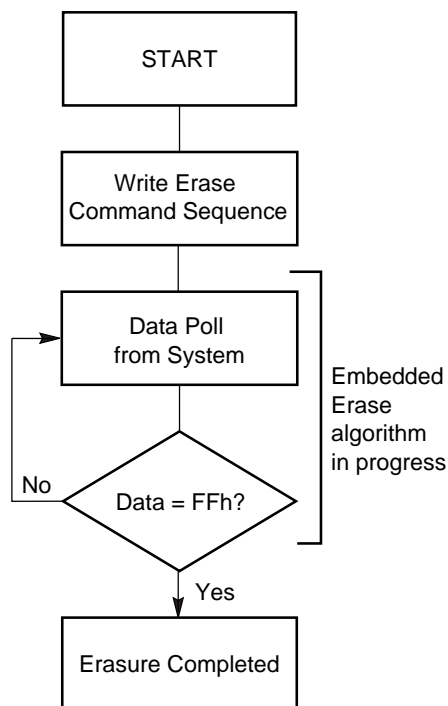 START
Write Erase
Command Sequence
Data Poll
from System
Embedded
Erase
algorithm
in progress
No
Data = FFh?
Yes
Erasure Completed